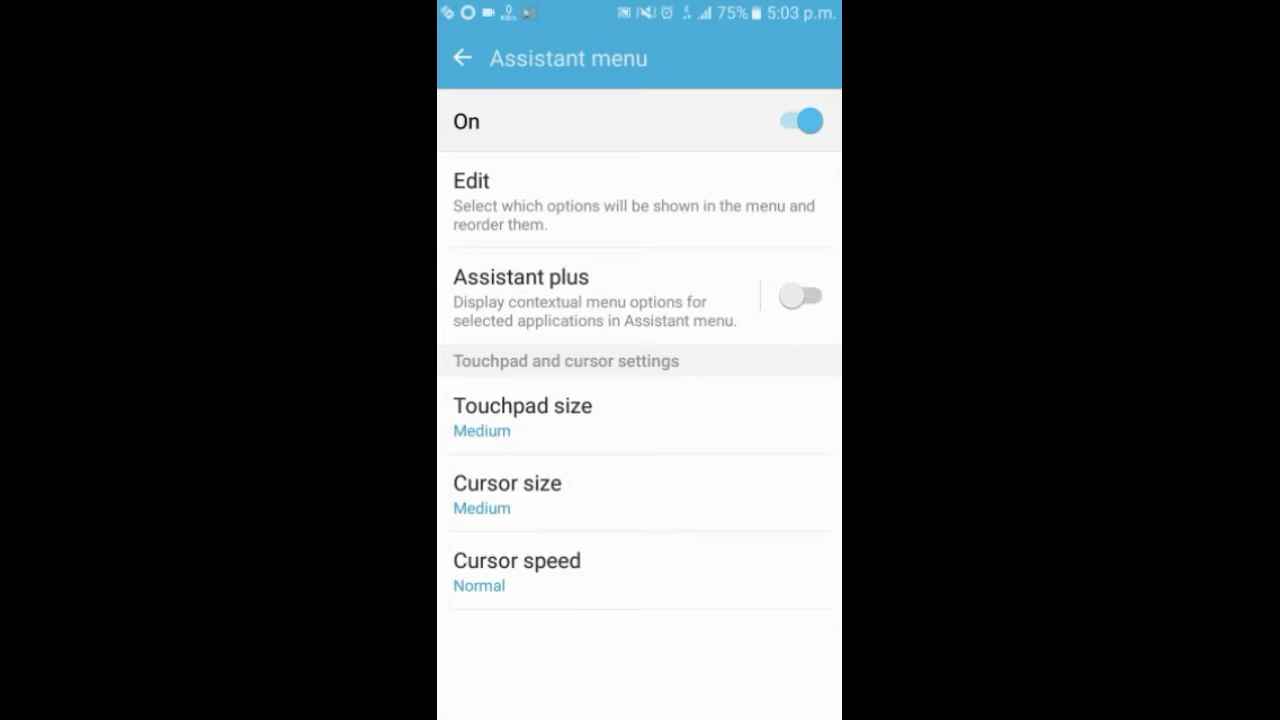 0
KB/s
75% 5:03 p.m.
Assistant menu
On
Edit
Select which options will be shown in the menu and
reorder them.
Assistant plus
Display contextual menu options for
selected applications in Assistant menu.
Touchpad and cursor settings
Touchpad size
Medium
Cursor size
Medium
Cursor speed
Normal